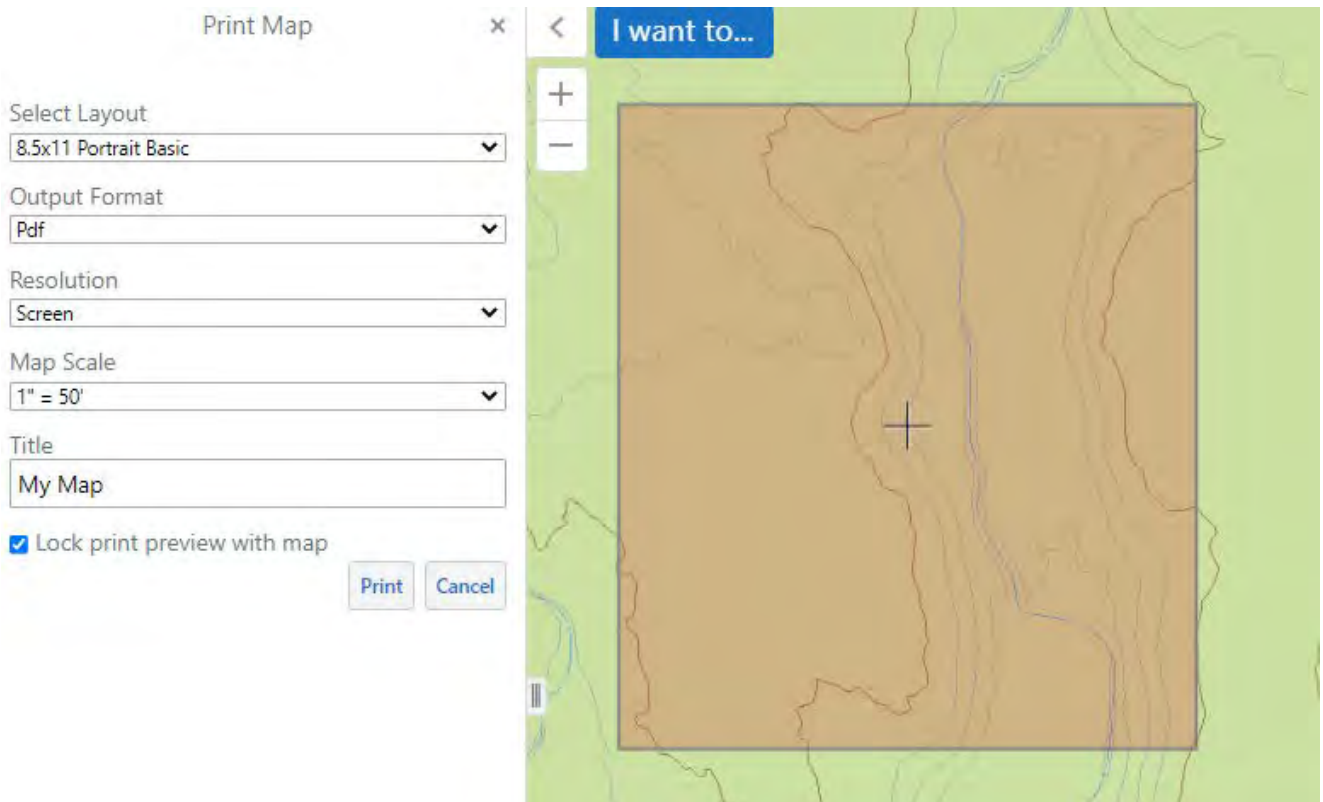 Print Map
I want to...
Select Layout
8.5x11 Portrait Basic
Output Format
Pdf
Resolution
Screen
Map Scale
1" = 50'
Title
My Map
Lock print preview with map
Print
Cancel